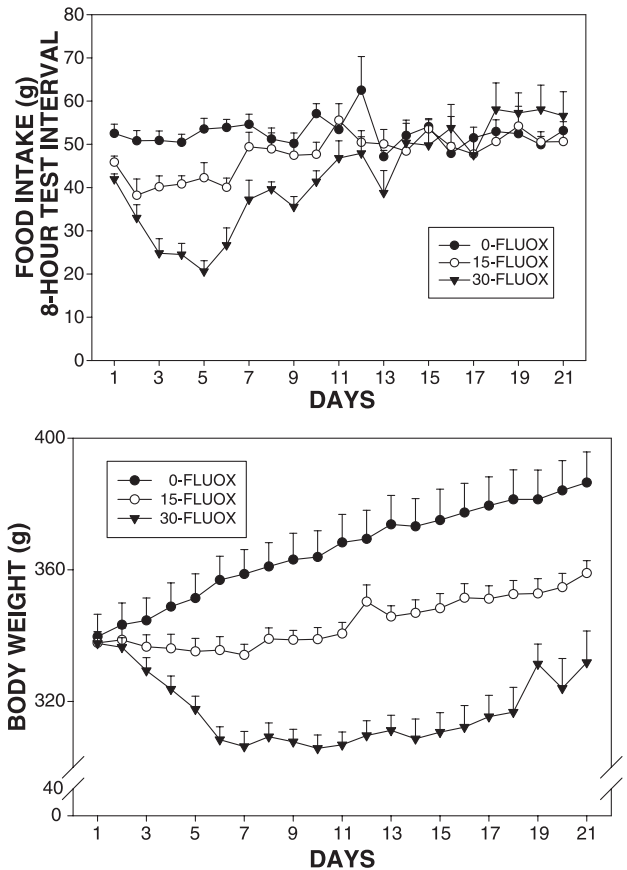 80
70
60
50
40
30
20
10
0
FOOD INTAKE (g)
8-HOUR TEST INTERVAL
0-FLUOX
15-FLUOX
30-FLUOX
1 3 5 7 9 11 13 15 17 19 21
DAYS
400
360
320
40
0
BODY WEIGHT (g)
0-FLUOX
15-FLUOX
30-FLUOX
1 3 5 7 9 11 13 15 17 19 21
DAYS